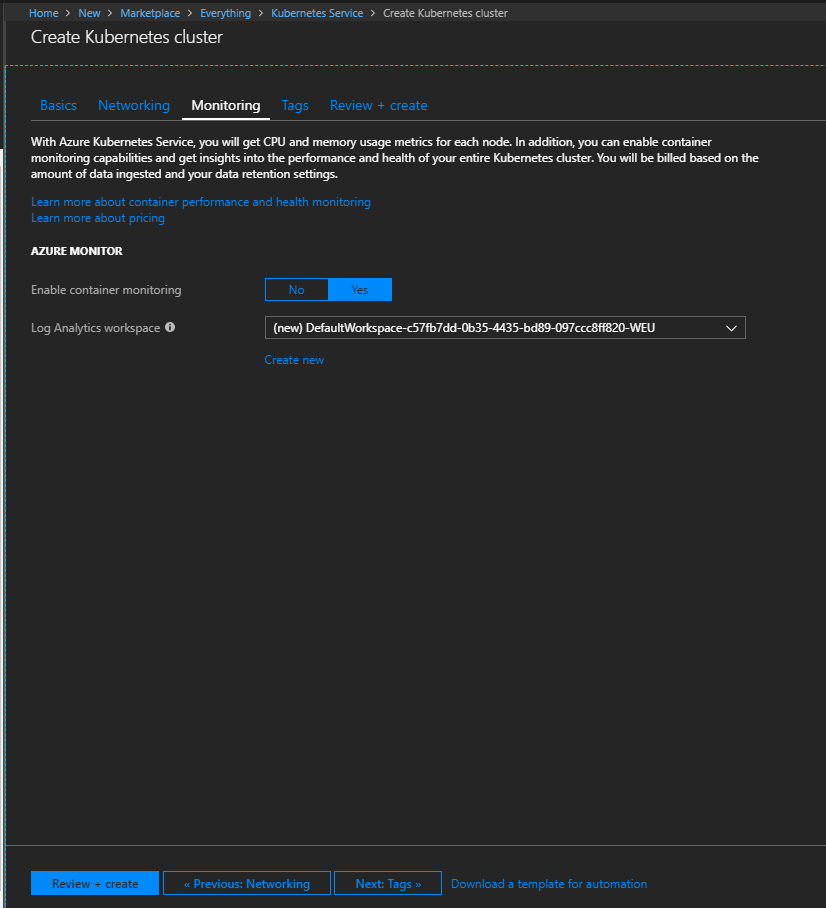 Home > New > Marketplace > Everything > Kubernetes Service > Create Kubernetes cluster
Create Kubernetes cluster
Basics Networking Monitoring Tags Review + create
With Azure Kubernetes Service, you will get CPU and memory usage metrics for each node. In addition, you can enable container
monitoring capabilities and get insights into the performance and health of your entire Kubernetes cluster. You will be billed based on the
amount of data ingested and your data retention settings.
Learn more about container performance and health monitoring
Learn more about pricing
AZURE MONITOR
Enable container monitoring No Yes
Log Analytics workspace (new) DefaultWorkspace-c57fb7dd-0b35-4435-bd89-097ccc8ff820-WEU
Create new
Review + create « Previous: Networking Next: Tags » Download a template for automation